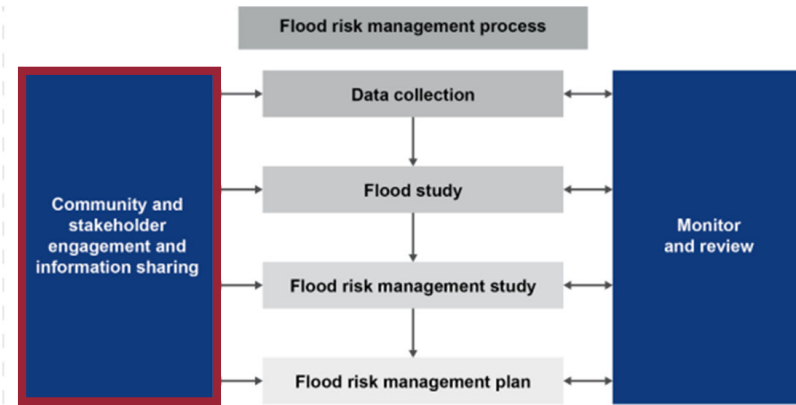 Flood risk management process
Data collection
Flood study
Community and
stakeholder
engagement and
information sharing
Monitor
and review
Flood risk management study
Flood risk management plan